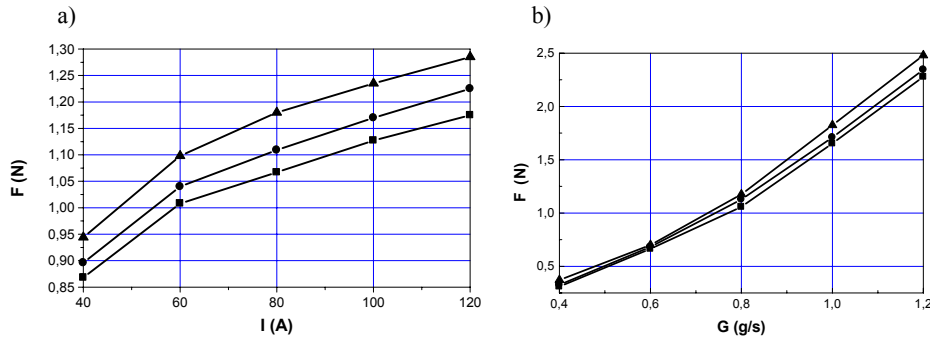 a)
1,30
1,25
1,20
1,15
1,10
1,05
1,00
0,95
0,90
0,85
F (N)
40 60 80 100 120
I (A)
b)
2,5
2,0
1,5
1,0
0,5
F (N)
0,4 0,6 0,8 1,0 1,2
G (g/s)